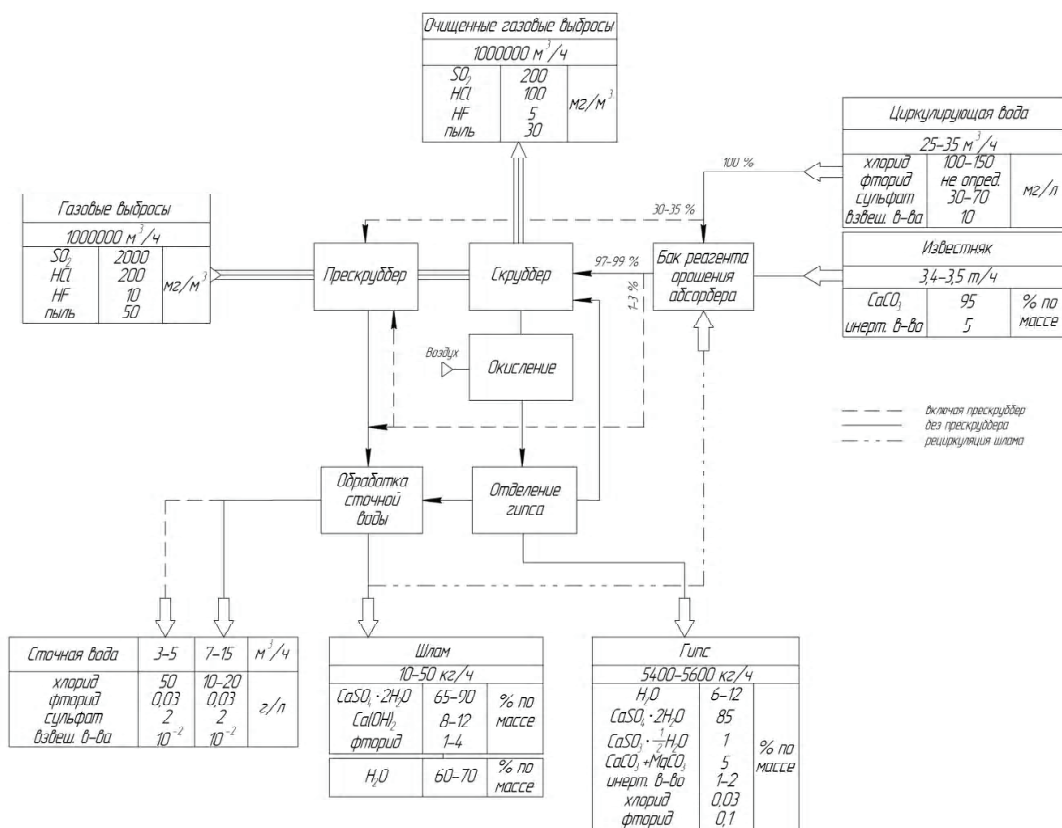 Очищенные газовые выбросы
1000000 м³/ч
SO₂ 200
HCl 100
HF 5
пыль 30
мг/м³
Циркулирующая вода
25–35 м³/ч
хлорид 100–150
фторид не опред.
сульфат 30–70
взвеш. в-ва 10
мг/л
100 %
30–35 %
Газовые выбросы
1000000 м³/ч
SO₂ 2000
HCl 200
HF 10
пыль 50
мг/м³
Прескруббер
Скруббер
97–99 %
1–3 %
Бак реагента
орошения
абсорбера
Известняк
3,4–3,5 т/ч
CaCO₃ 95
инерт. в-ва 5
% по
массе
Воздух
Окисление
включая прескруббер
без прескруббера
рециркуляция шлама
Обработка
сточной
воды
Отделение
гипса
Сточная вода 3–5 7–15 м³/ч
хлорид 50 10–20
фторид 0,03 0,03
сульфат 2 2
взвеш. в-ва 10⁻² 10⁻²
г/л
Шлам
10–50 кг/ч
CaSO₄·2H₂O 65–90
Ca(OH)₂ 8–12
фторид 1–4
% по
массе
H₂O 60–70
% по
массе
Гипс
5400–5600 кг/ч
H₂O 6–12
CaSO₄·2H₂O 85
CaSO₃·½H₂O 1
CaCO₃+MgCO₃ 5
инерт. в-ва 1–2
хлорид 0,03
фторид 0,1
% по
массе